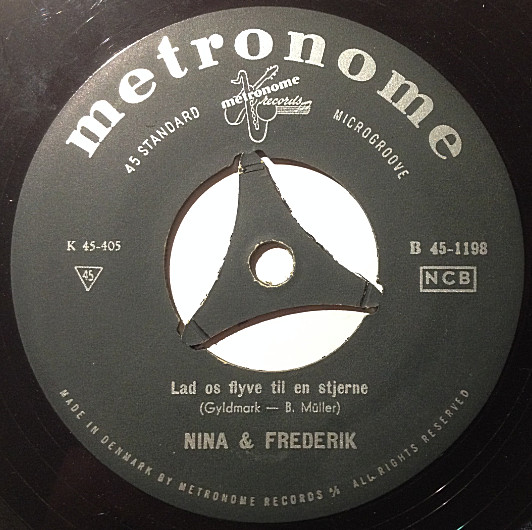 metronome
metronome
records
45 STANDARD
MICROGROOVE
K 45-405
B 45-1198
45
NCB
Lad os flyve til en stjerne
(Gyldmark — B. Müller)
NINA & FREDERIK
MADE IN DENMARK BY METRONOME RECORDS A/S ALL RIGHTS RESERVED